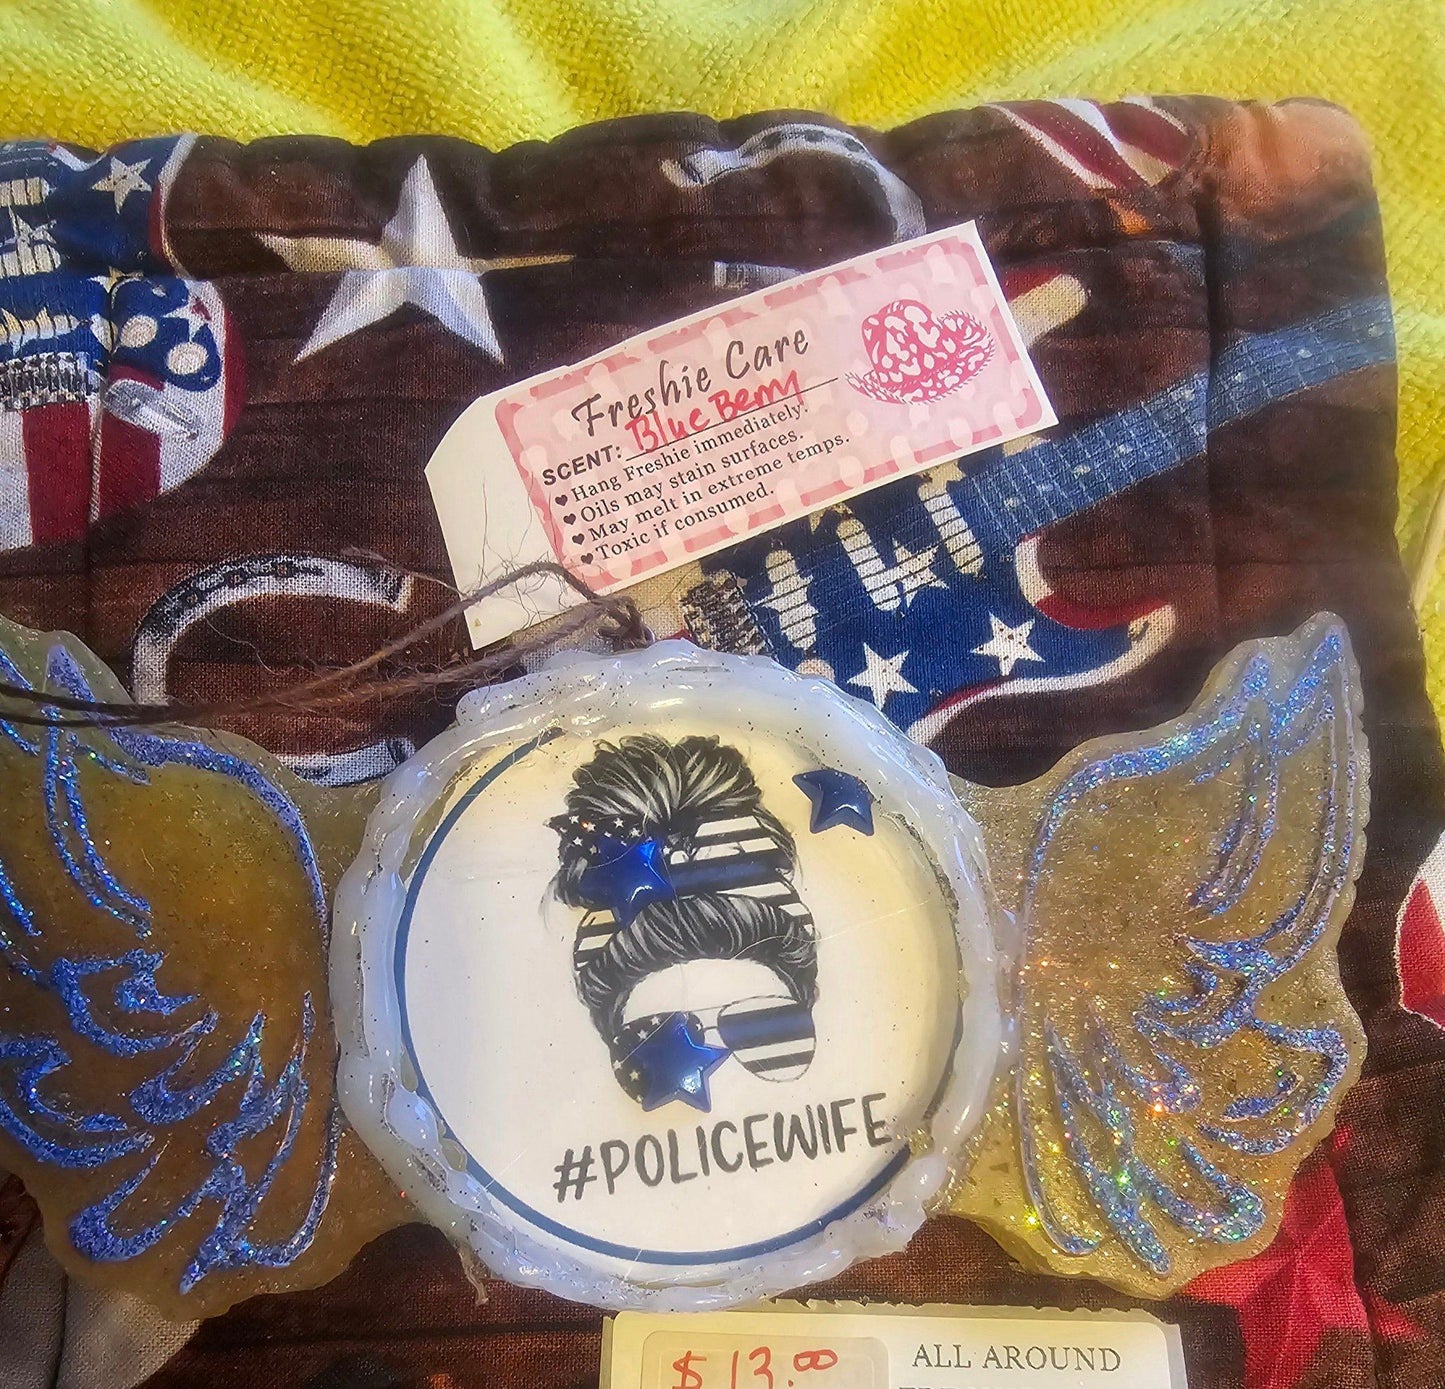 Freshie Care
SCENT: Blue Berry
Hang Freshie immediately.
Oils may stain surfaces.
May melt in extreme temps.
Toxic if consumed.
#POLICEWIFE
$13.00
ALL AROUND